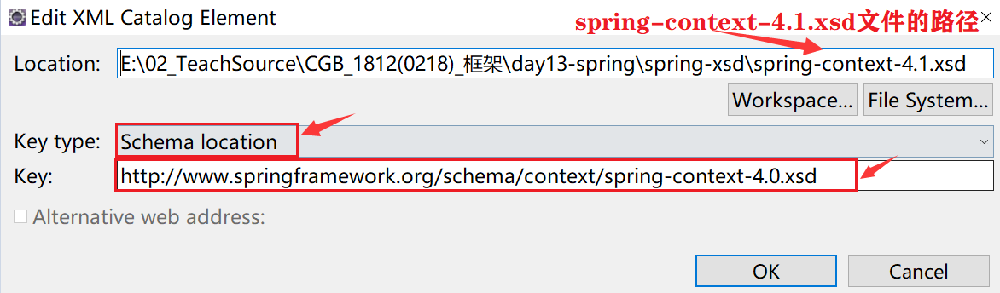 Edit XML Catalog Element
spring-context-4.1.xsd文件的路径
Location: E:\02_TeachSource\CGB_1812(0218)_框架\day13-spring\spring-xsd\spring-context-4.1.xsd
Workspace... File System...
Key type: Schema location
Key: http://www.springframework.org/schema/context/spring-context-4.0.xsd
Alternative web address:
OK Cancel